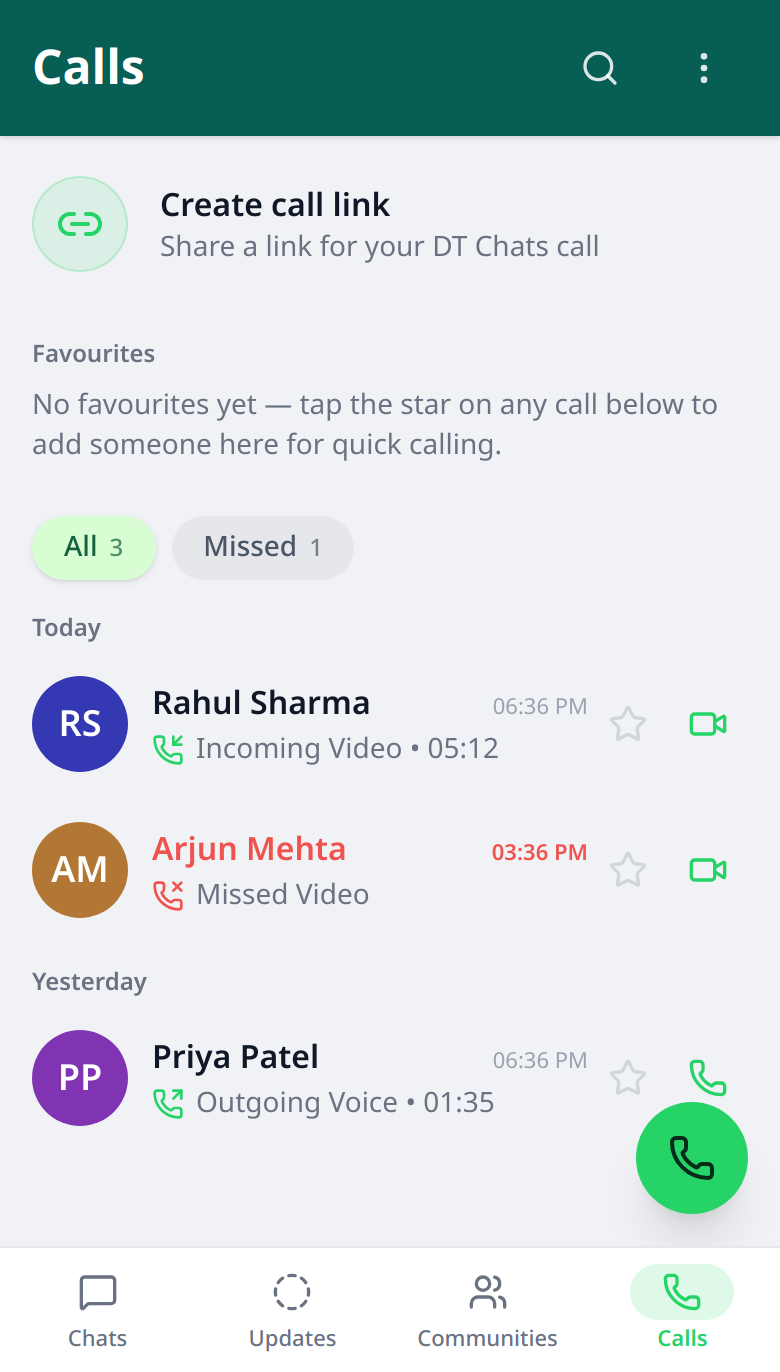 Calls
Create call link
Share a link for your DT Chats call
Favourites
No favourites yet — tap the star on any call below to
add someone here for quick calling.
All 3 Missed 1
Today
RS Rahul Sharma 06:36 PM
Incoming Video • 05:12
AM Arjun Mehta 03:36 PM
Missed Video
Yesterday
PP Priya Patel 06:36 PM
Outgoing Voice • 01:35
Chats Updates Communities Calls